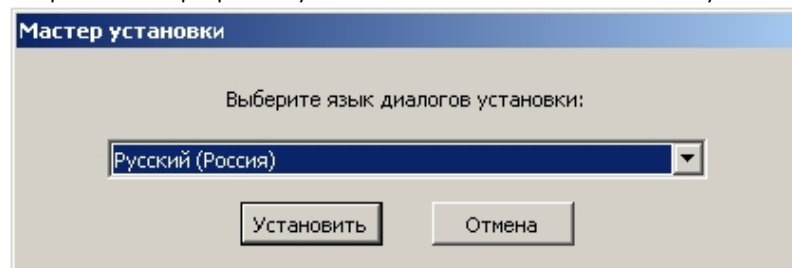 Мастер установки
Выберите язык диалогов установки:
Русский (Россия)
Установить
Отмена